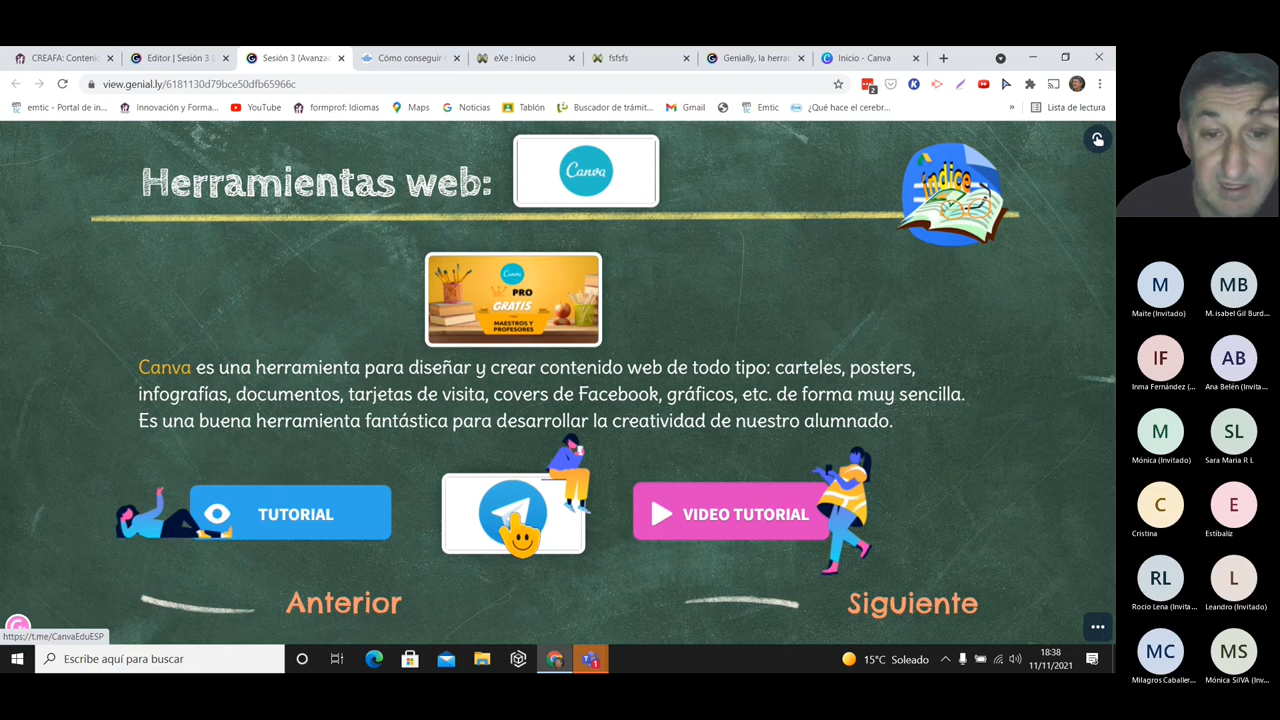 CREAFA: Conteni
Editor | Sesión 3 (
Sesión 3 (Avanza
Cómo conseguir
eXe : Inicio
fsfsfs
Genially, la herra
Inicio - Canva
view.genial.ly/6181130d79bce50dfb65966c
2
emtic - Portal de in...
Innovación y Forma...
YouTube
formprof: Idiomas
Maps
Noticias
Tablón
Buscador de trámit...
Gmail
Emtic
¿Qué hace el cerebr...
»
Lista de lectura
Herramientas web:
Canva
índice
Canva
PRO
GRATIS
MAESTROS Y
PROFESORES
Canva es una herramienta para diseñar y crear contenido web de todo tipo: carteles, posters,
infografías, documentos, tarjetas de visita, covers de Facebook, gráficos, etc. de forma muy sencilla.
Es una buena herramienta fantástica para desarrollar la creatividad de nuestro alumnado.
TUTORIAL
VIDEO TUTORIAL
Anterior
Siguiente
https://t.me/CanvaEduESP
Escribe aquí para buscar
15°C Soleado
18:38
11/11/2021
M
Maite (Invitado)
MB
M. isabel Gil Burd...
IF
Inma Fernández (...
AB
Ana Belén (Invita...
M
Mónica (Invitado)
SL
Sara Maria R L
C
Cristina
E
Estíbaliz
RL
Rocio Lena (Invita...
L
Leandro (Invitado)
MC
Milagros Caballer...
MS
Mónica SilVA (Inv...